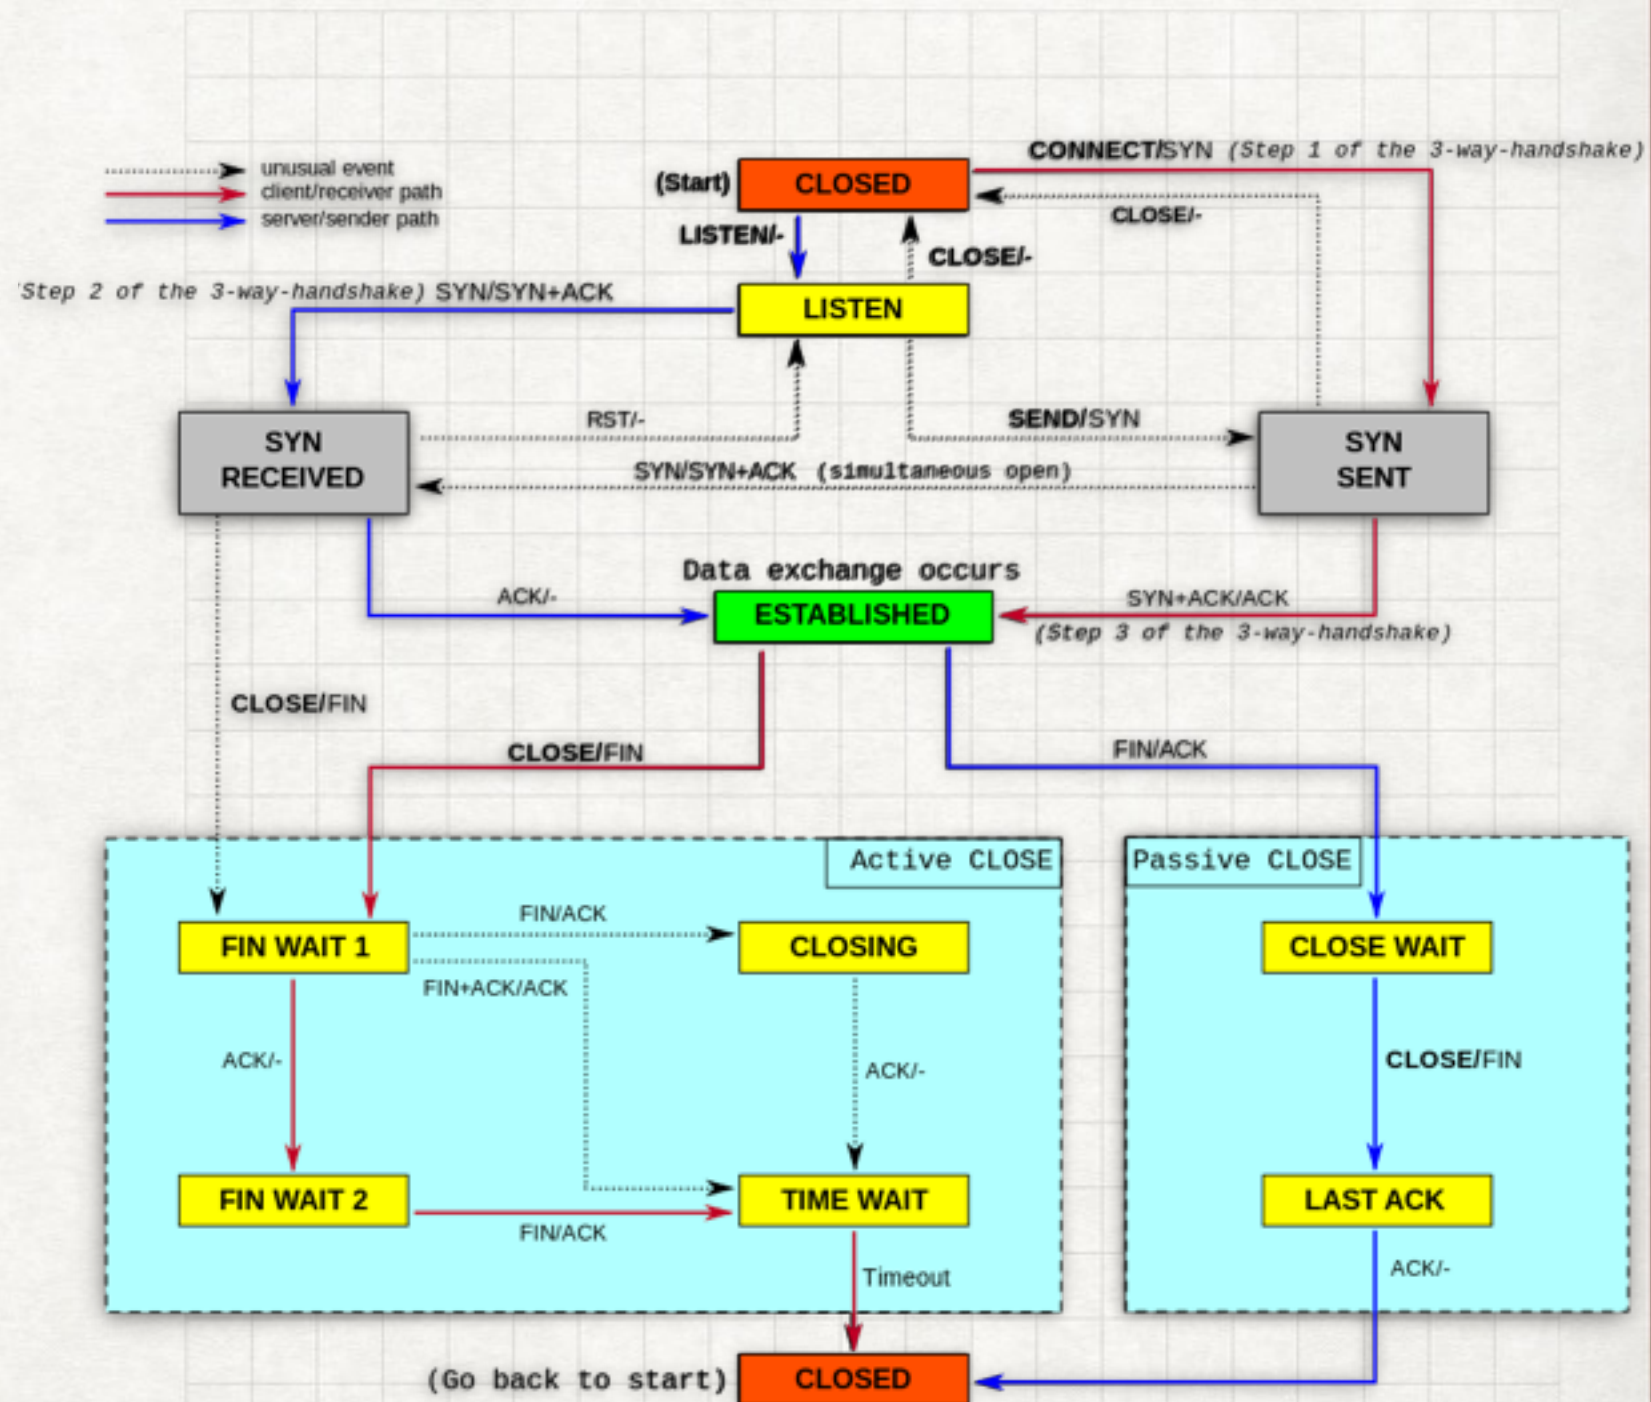 unusual event
client/receiver path
server/sender path
(Start)
CLOSED
CONNECT/SYN (Step 1 of the 3-way-handshake)
CLOSE/-
LISTEN/-
CLOSE/-
Step 2 of the 3-way-handshake) SYN/SYN+ACK
LISTEN
SYN
RECEIVED
RST/-
SEND/SYN
SYN
SENT
SYN/SYN+ACK (simultaneous open)
Data exchange occurs
ACK/-
ESTABLISHED
SYN+ACK/ACK
(Step 3 of the 3-way-handshake)
CLOSE/FIN
CLOSE/FIN
FIN/ACK
Active CLOSE
Passive CLOSE
FIN WAIT 1
FIN/ACK
CLOSING
CLOSE WAIT
FIN+ACK/ACK
ACK/-
ACK/-
CLOSE/FIN
FIN WAIT 2
TIME WAIT
LAST ACK
FIN/ACK
Timeout
ACK/-
(Go back to start)
CLOSED